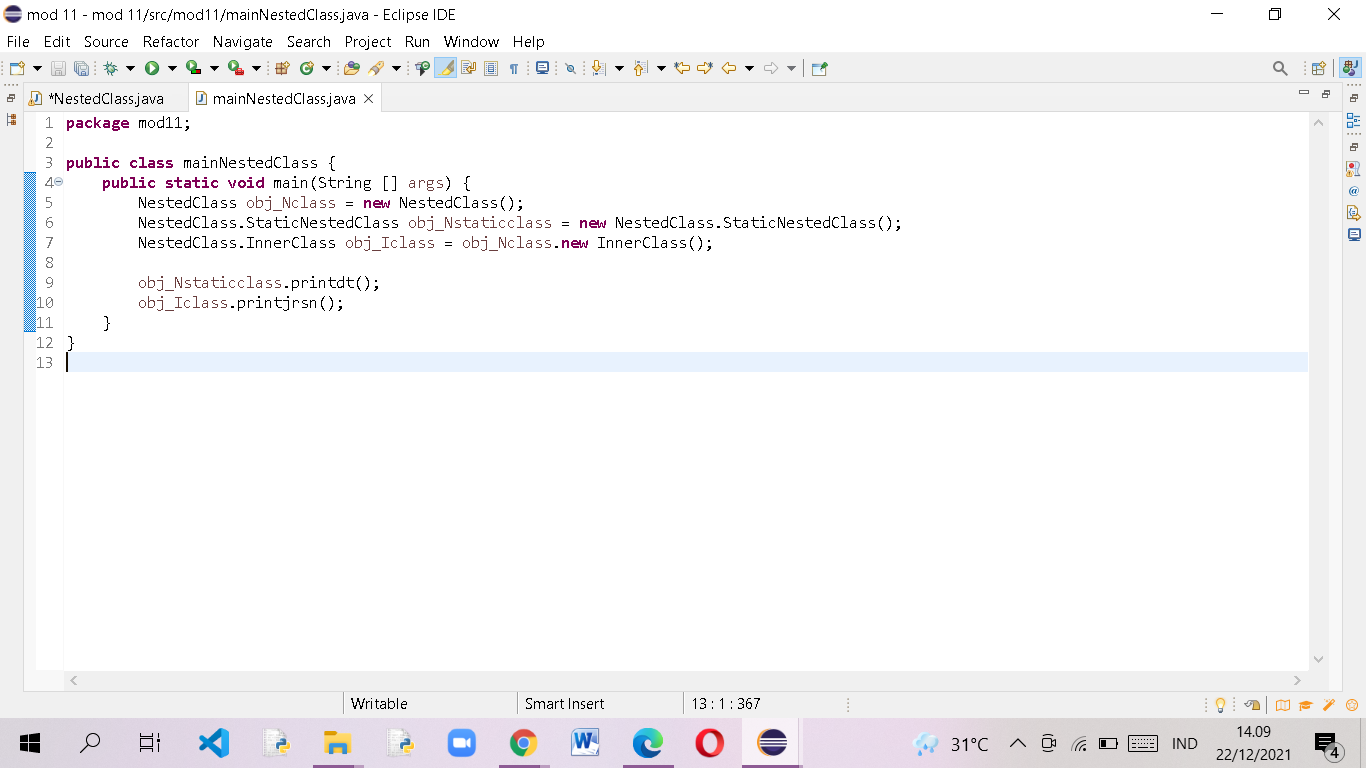 mod 11 - mod 11/src/mod11/mainNestedClass.java - Eclipse IDE
File Edit Source Refactor Navigate Search Project Run Window Help
*NestedClass.java mainNestedClass.java
1 package mod11;
2
3 public class mainNestedClass {
4 public static void main(String [] args) {
5 NestedClass obj_Nclass = new NestedClass();
6 NestedClass.StaticNestedClass obj_Nstaticclass = new NestedClass.StaticNestedClass();
7 NestedClass.InnerClass obj_Iclass = obj_Nclass.new InnerClass();
8
9 obj_Nstaticclass.printdt();
10 obj_Iclass.printjrsn();
11 }
12 }
13
Writable Smart Insert 13 : 1 : 367
31°C IND 14.09
22/12/2021
4